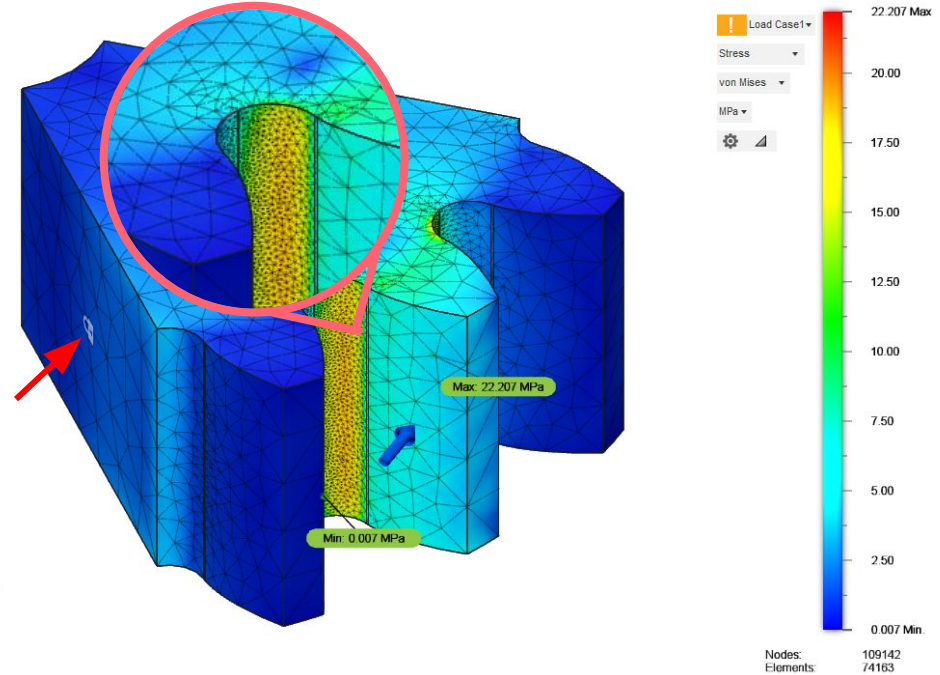 ! Load Case1
Stress
von Mises
MPa
22.207 Max
20.00
17.50
15.00
12.50
10.00
7.50
5.00
2.50
0.007 Min.
Max: 22.207 MPa
Min: 0.007 MPa
Nodes: 109142
Elements: 74163